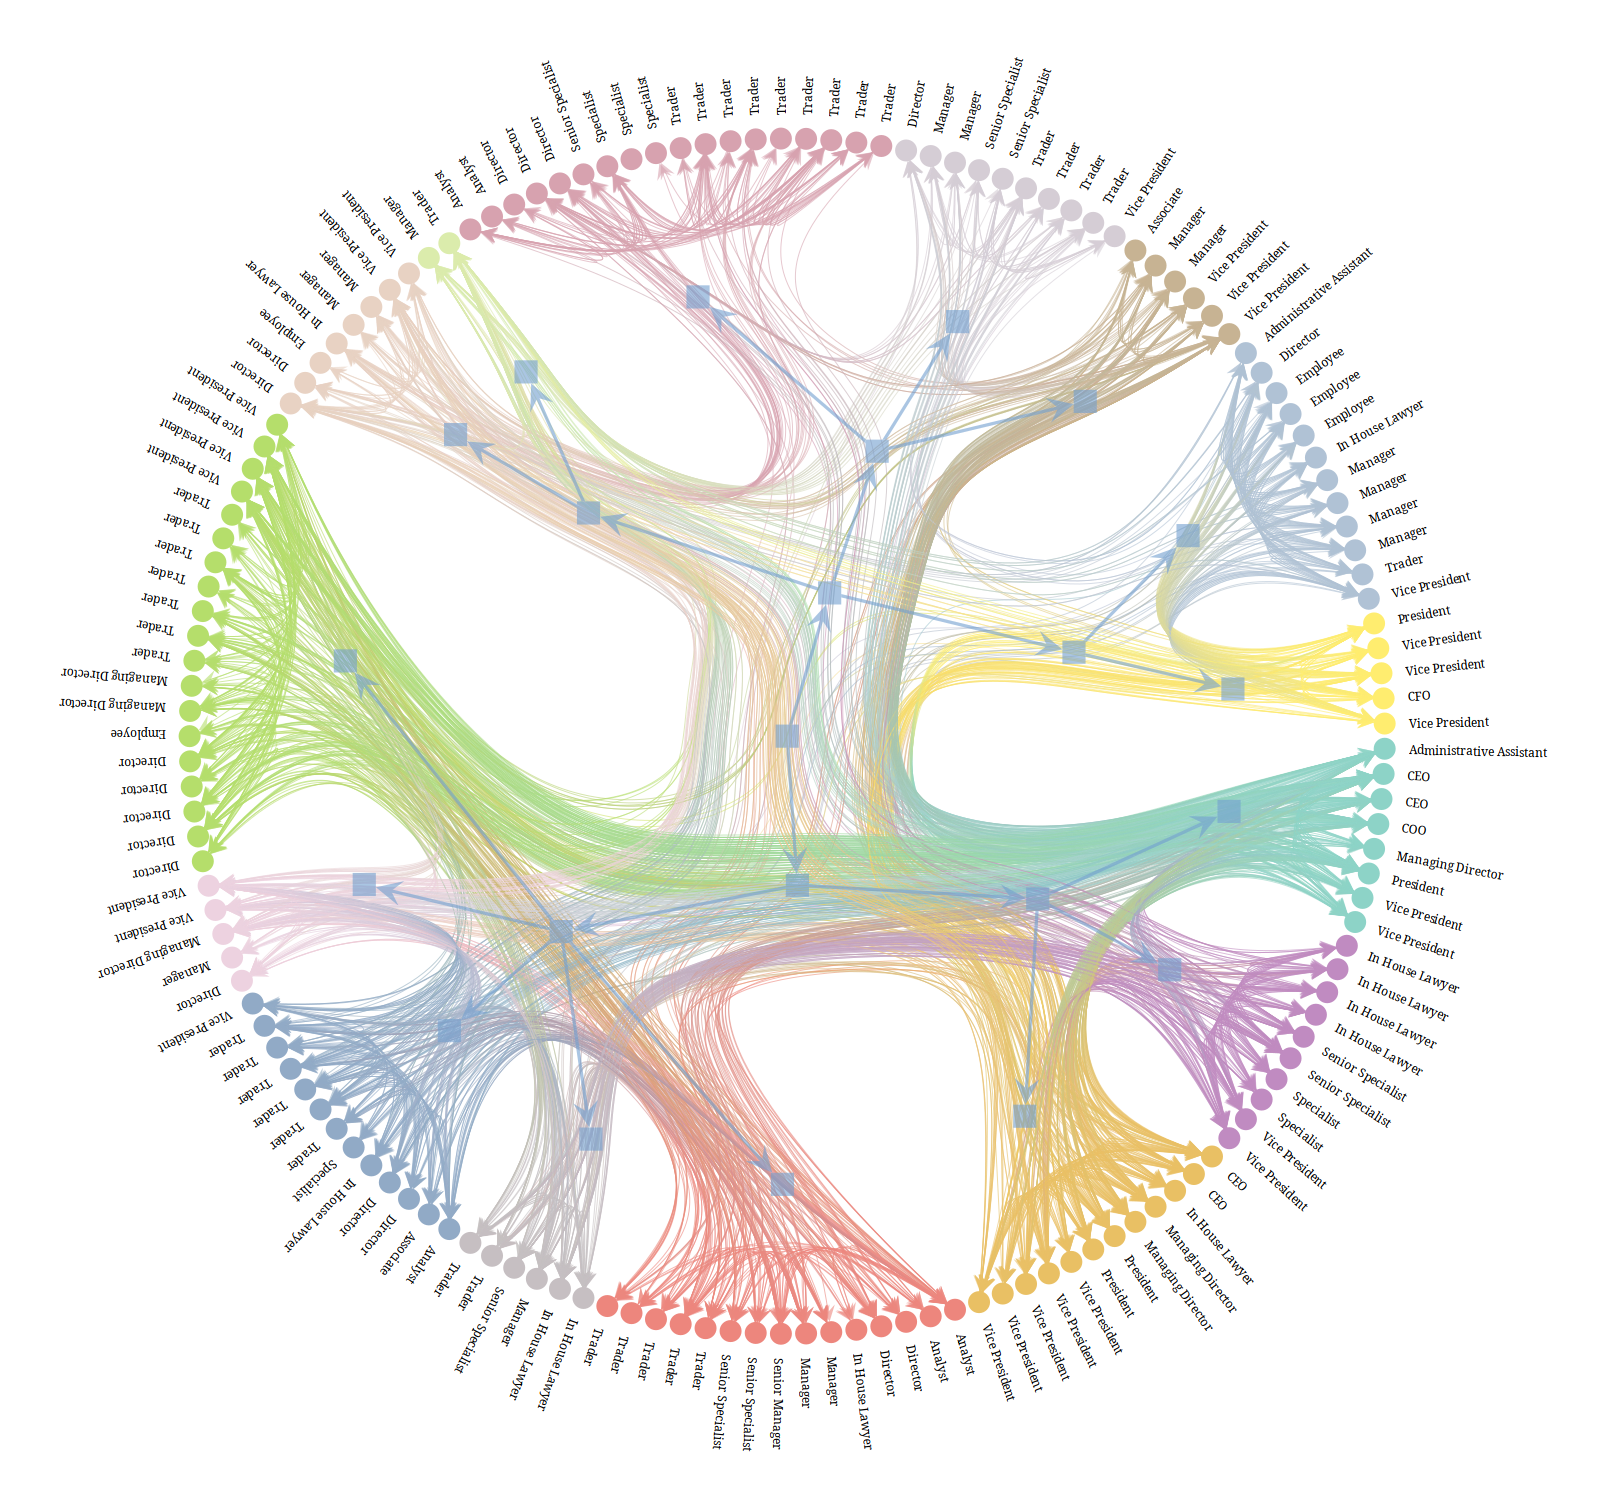 Analyst
Analyst
Director
Director
Director
Senior Specialist
Specialist
Specialist
Specialist
Trader
Trader
Trader
Trader
Trader
Trader
Trader
Trader
Trader
Director
Manager
Manager
Senior Specialist
Senior Specialist
Trader
Trader
Trader
Trader
Vice President
Associate
Manager
Manager
Vice President
Vice President
Vice President
Administrative Assistant
Director
Employee
Employee
Employee
In House Lawyer
Manager
Manager
Manager
Manager
Trader
Vice President
President
Vice President
Vice President
CFO
Vice President
Administrative Assistant
CEO
CEO
COO
Managing Director
President
Vice President
Vice President
In House Lawyer
In House Lawyer
In House Lawyer
In House Lawyer
Senior Specialist
Senior Specialist
Specialist
Specialist
Vice President
Vice President
CEO
CEO
In House Lawyer
Managing Director
Managing Director
President
President
Vice President
Vice President
Vice President
Vice President
Vice President
Analyst
Analyst
Director
Director
In House Lawyer
Manager
Manager
Senior Manager
Senior Specialist
Senior Specialist
Trader
Trader
Trader
Trader
Trader
In House Lawyer
In House Lawyer
Manager
Senior Specialist
Trader
Trader
Analyst
Associate
Director
Director
In House Lawyer
Specialist
Trader
Trader
Trader
Trader
Trader
Trader
Vice President
Director
Manager
Managing Director
Vice President
Vice President
Director
Director
Director
Director
Director
Employee
Managing Director
Managing Director
Trader
Trader
Trader
Trader
Trader
Trader
Trader
Vice President
Vice President
Vice President
Vice President
Director
Director
Employee
In House Lawyer
Manager
Manager
Vice President
Vice President
Manager
Trader